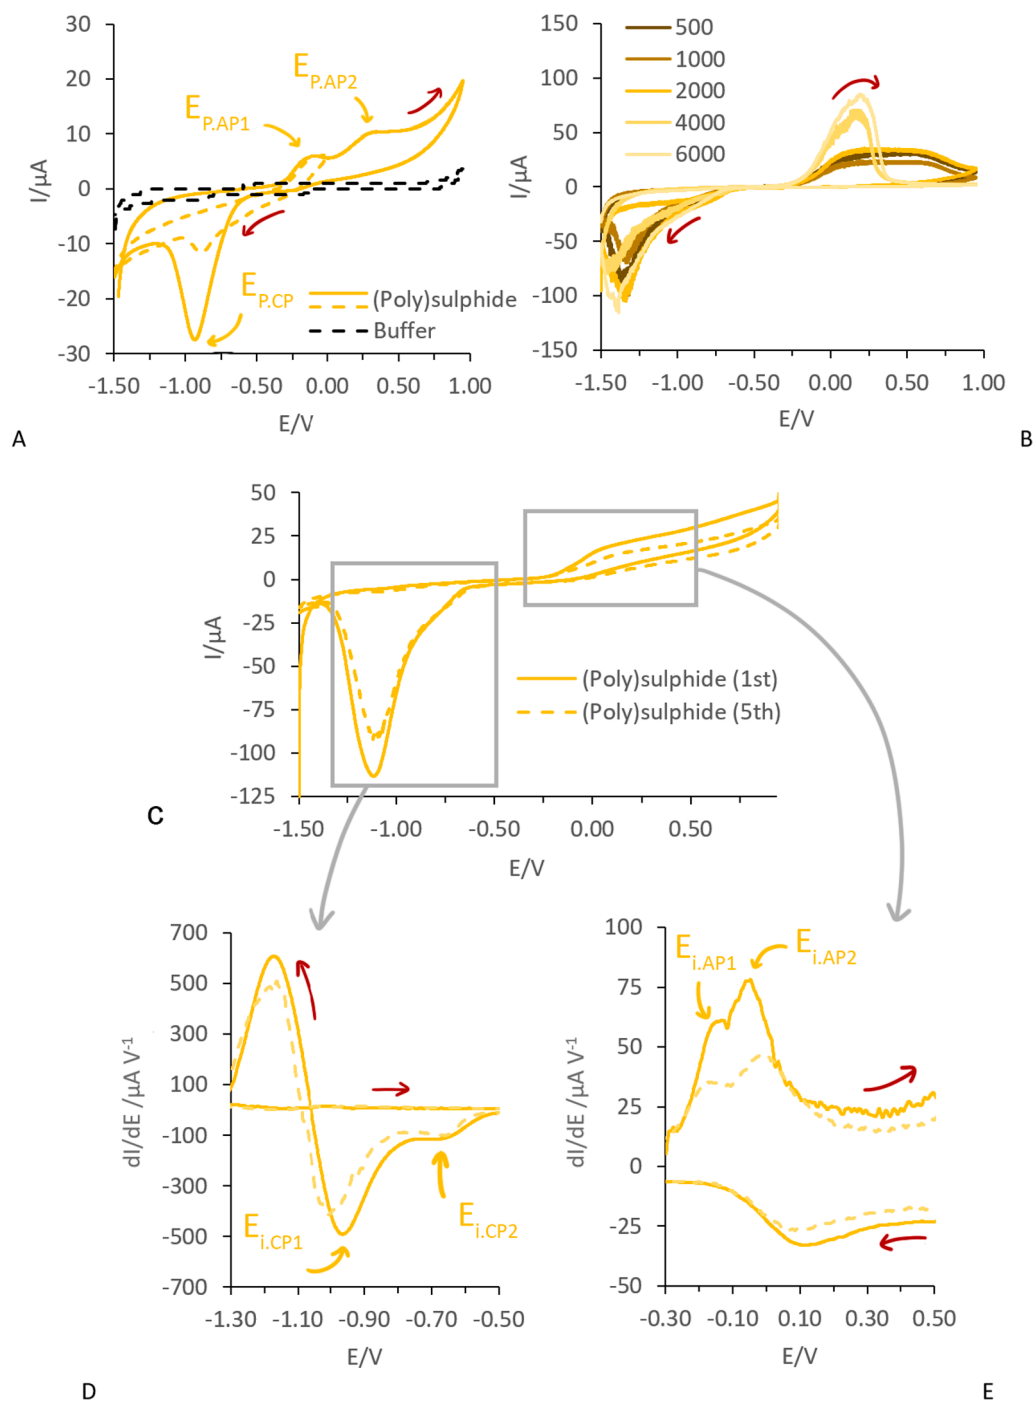 30
20
10
0
-10
-20
-30
I/µA
E P.AP1
E P.AP2
E P.CP
(Poly)sulphide
Buffer
-1.50 -1.00 -0.50 0.00 0.50 1.00
E/V
A
150
100
50
0
-50
-100
-150
I/µA
500
1000
2000
4000
6000
-1.50 -1.00 -0.50 0.00 0.50 1.00
E/V
B
50
25
0
-25
-50
-75
-100
-125
I/µA
(Poly)sulphide (1st)
(Poly)sulphide (5th)
-1.50 -1.00 -0.50 0.00 0.50
E/V
C
700
500
300
100
-100
-300
-500
-700
dI/dE /µA V-1
E i.CP1
E i.CP2
-1.30 -1.10 -0.90 -0.70 -0.50
E/V
D
100
75
50
25
0
-25
-50
dI/dE /µA V-1
E i.AP1
E i.AP2
-0.30 -0.10 0.10 0.30 0.50
E/V
E